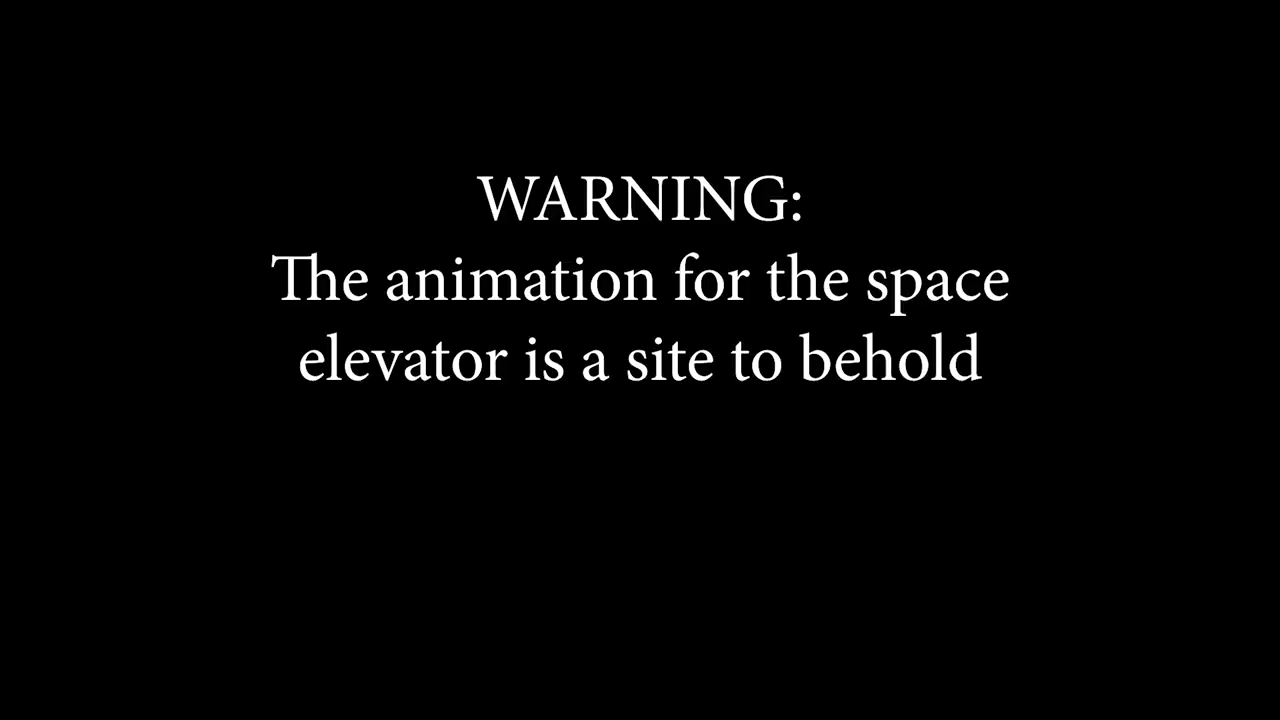 WARNING:
The animation for the space
elevator is a site to behold